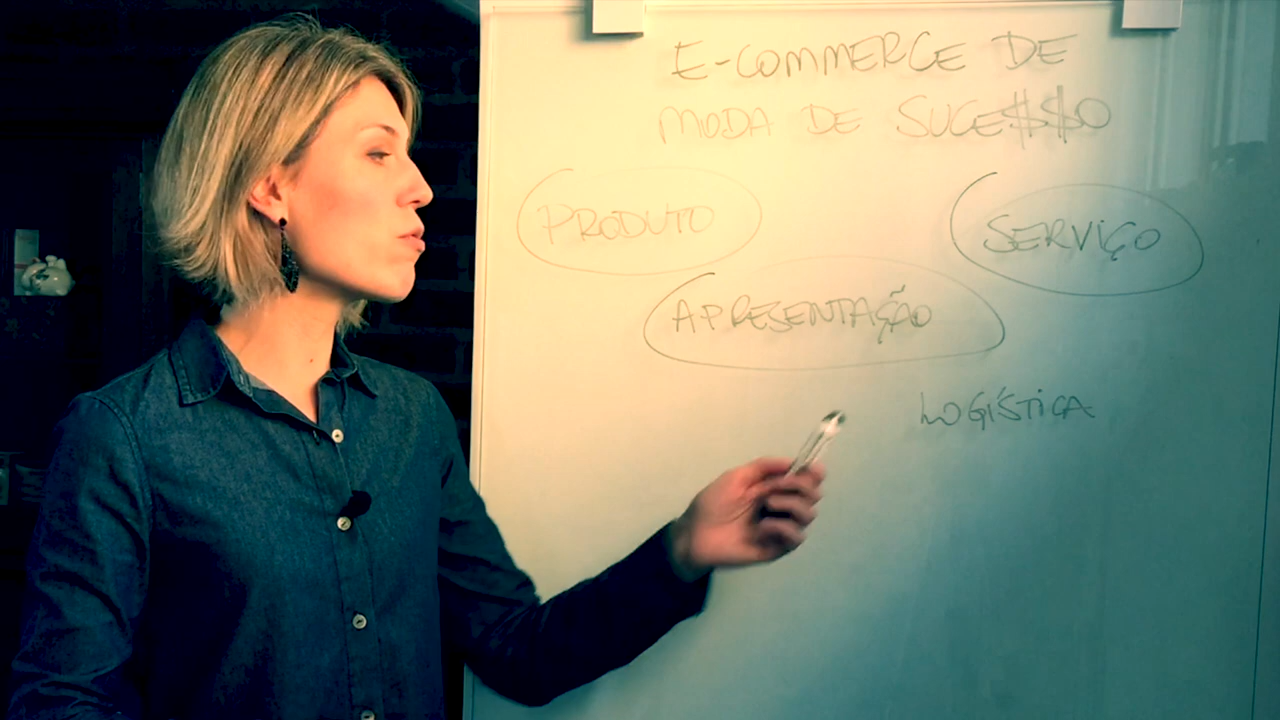 E-COMMERCE DE
MODA DE SUCE$$O
PRODUTO
SERVIÇO
APRESENTAÇÃO
LOGÍSTICA